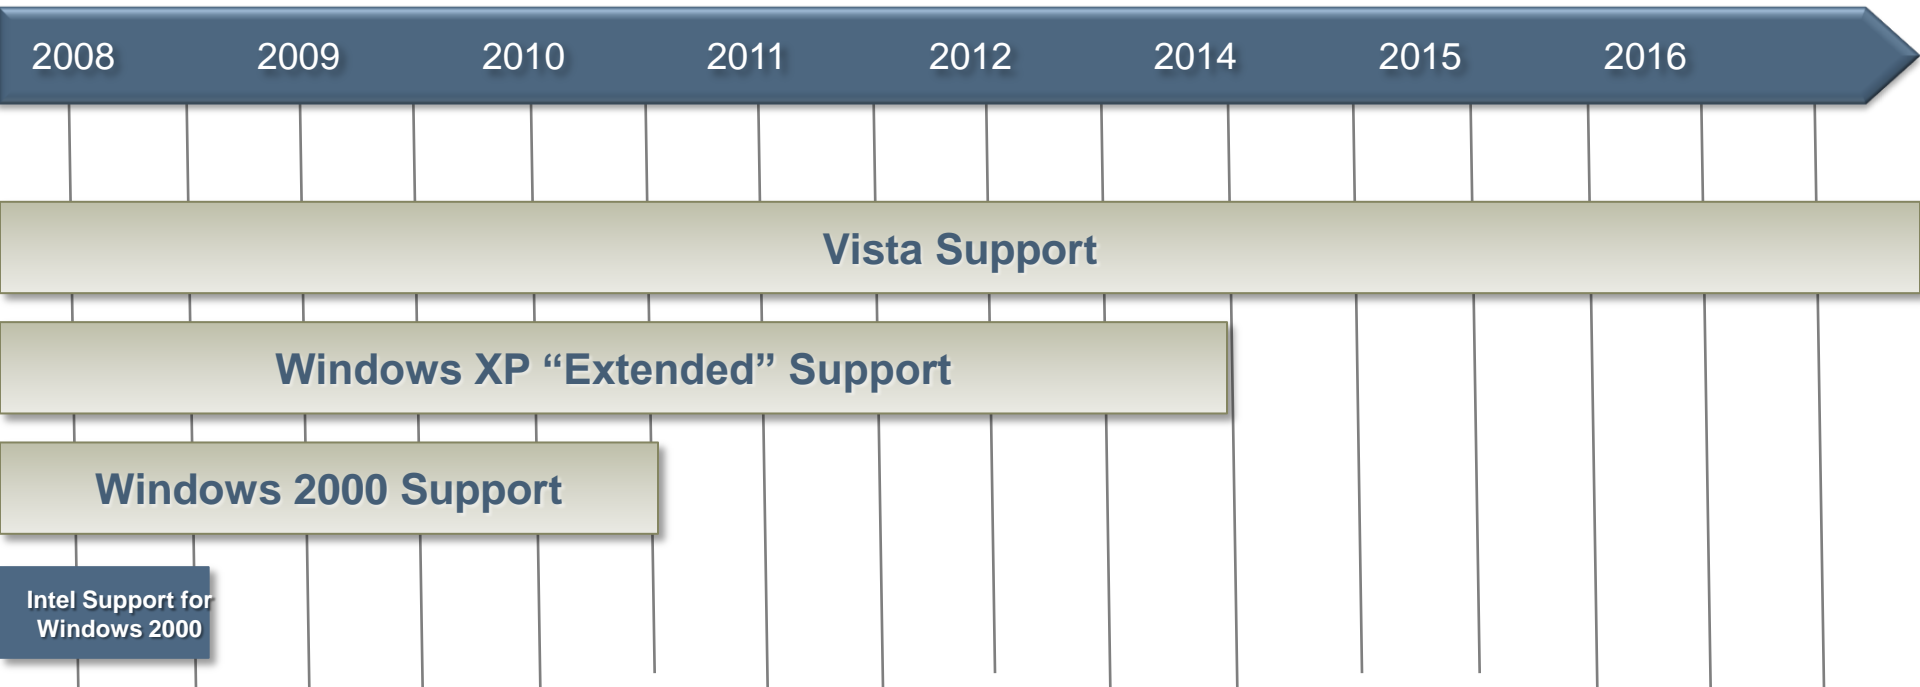 2008 2009 2010 2011 2012 2014 2015 2016
Vista Support
Windows XP “Extended” Support
Windows 2000 Support
Intel Support for
Windows 2000